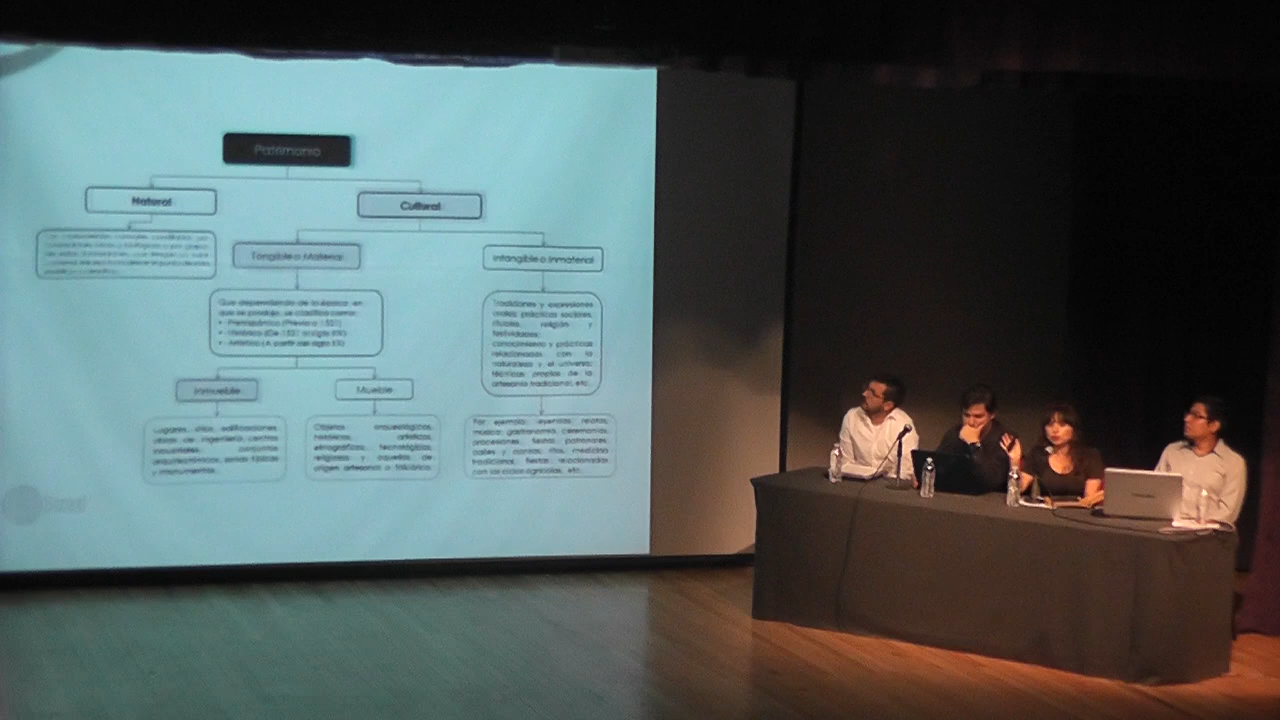 Patrimonio
Natural
Cultural
Tangible o Material
Intangible o Inmaterial
Que dependiendo de la época en
que se produjo, se clasifica como:
• Prehispánico (Previo a 1521)
• Histórico (De 1521 al siglo XIX)
• Artístico (A partir del siglo XX)
Tradiciones y expresiones
orales, prácticas sociales,
rituales, religión y
festividades;
conocimiento y prácticas
relacionadas con la
naturaleza y el universo;
técnicas propias de la
artesanía tradicional, etc.
Inmueble
Mueble
Lugares, sitios, edificaciones
obras de ingeniería, centros
industriales, conjuntos
arquitectónicos, zonas típicas
y monumentos.
Objetos arqueológicos,
históricos, artísticos,
etnográficos, tecnológicos,
religiosos y aquellos de
origen artesanal o folklórico.
Por ejemplo: leyendas, relatos,
música, gastronomía, ceremonias,
procesiones, fiestas patronales,
bailes y danzas, ritos, medicina
tradicional, fiestas relacionadas
con los ciclos agrícolas, etc.